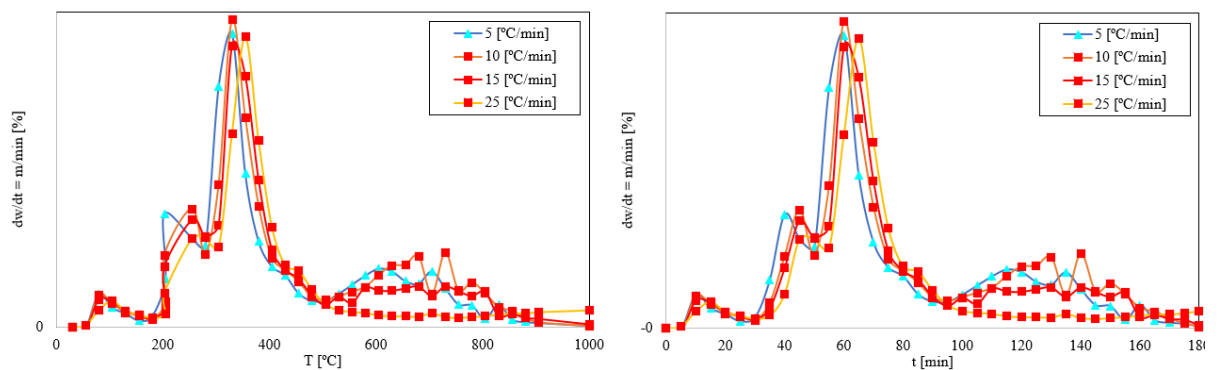 5 [ºC/min]
10 [ºC/min]
15 [ºC/min]
25 [ºC/min]
dw/dt = m/min [%]
0
0 200 400 600 800 1000
T [ºC]
5 [ºC/min]
10 [ºC/min]
15 [ºC/min]
25 [ºC/min]
dw/dt = m/min [%]
-0
0 20 40 60 80 100 120 140 160 180
t [min]